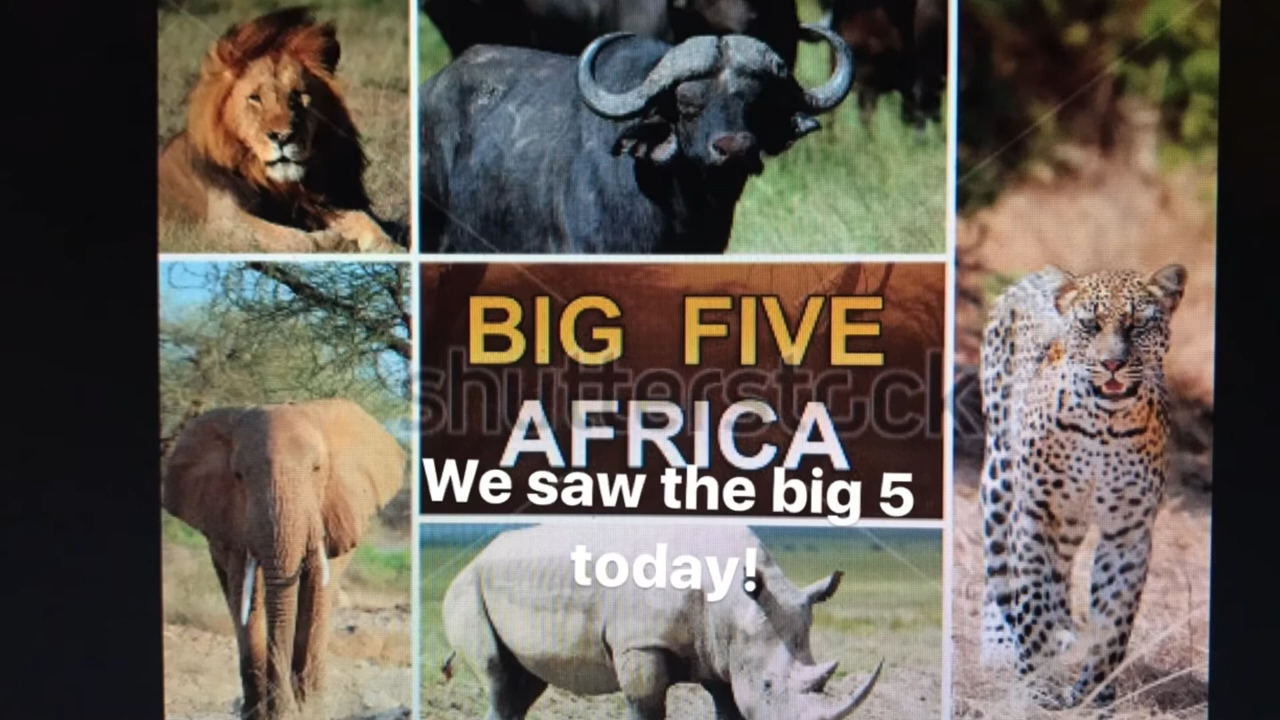 BIG FIVE
shutterstock
AFRICA
We saw the big 5
today!